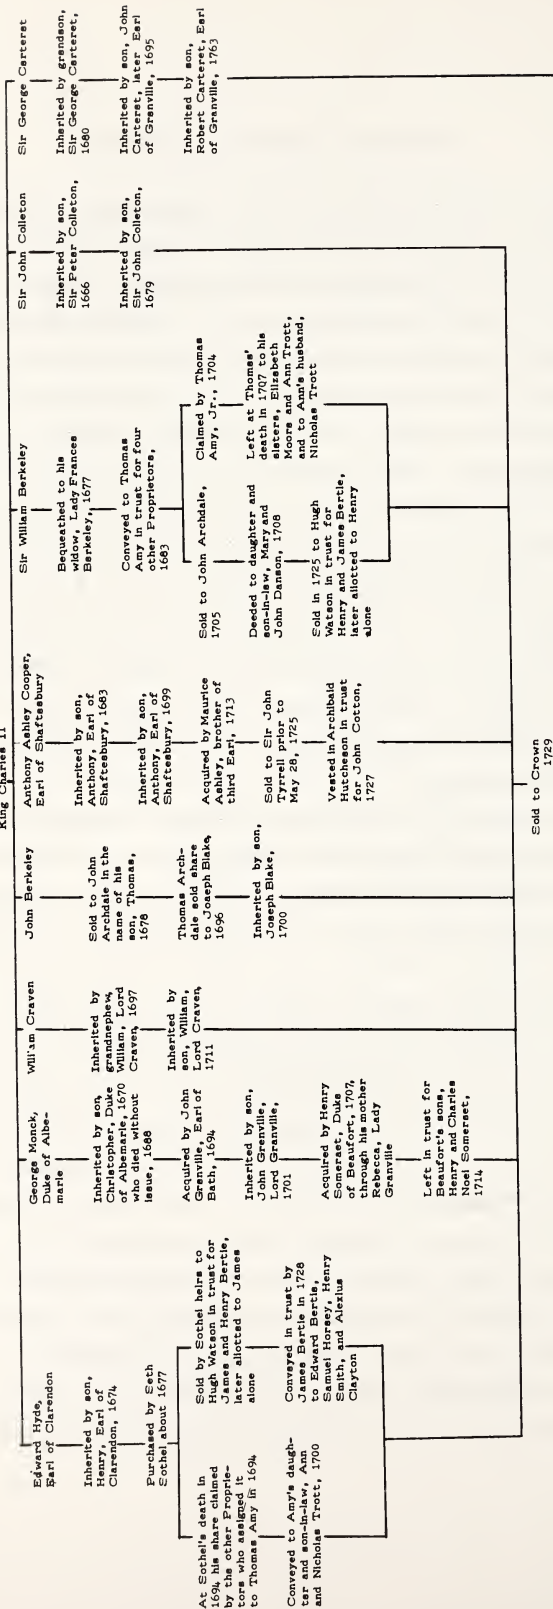 King Charles II
Edward Hyde,
Earl of Clarendon
Inherited by son,
Henry, Earl of
Clarendon, 1674
Purchased by Seth
Sothel about 1677
At Sothel's death in
1694 his share claimed
by the other Proprie-
tors who assigned it
to Thomas Amy in 1694
Conveyed to Amy's daugh-
ter and son-in-law, Ann
and Nicholas Trott, 1700
Sold by Sothel heirs to
Hugh Watson in trust for
James and Henry Bertie,
later allotted to James
alone
Conveyed in trust by
James Bertie in 1728
to Edward Bertie,
Samuel Horsey, Henry
Smith, and Alexius
Clayton
George Monck,
Duke of Albe-
marle
Inherited by son,
Christopher, Duke
of Albemarle, 1670
who died without
issue, 1688
Acquired by John
Granville, Earl of
Bath, 1694
Inherited by son,
John Grenville,
Lord Granville,
1701
Acquired by Henry
Somerset, Duke
of Beaufort, 1707,
through his mother
Rebecca, Lady
Granville
Left in trust for
Beaufort's sons,
Henry and Charles
Noel Somerset,
1714
William Craven
Inherited by
grandnephew,
William, Lord
Craven, 1697
Inherited by
son, William,
Lord Craven,
1711
John Berkeley
Sold to John
Archdale in the
name of his
son, Thomas,
1678
Thomas Arch-
dale sold share
to Joseph Blake,
1696
Inherited by son,
Joseph Blake,
1700
Anthony Ashley Cooper,
Earl of Shaftesbury
Inherited by son,
Anthony, Earl of
Shaftesbury, 1683
Inherited by son,
Anthony, Earl of
Shaftesbury, 1699
Acquired by Maurice
Ashley, brother of
third Earl, 1713
Sold to Sir John
Tyrrell prior to
May 28, 1725
Vested in Archibald
Hutcheson in trust
for John Cotton,
1727
Sir William Berkeley
Bequeathed to his
widow, Lady Frances
Berkeley, 1677
Conveyed to Thomas
Amy in trust for four
other Proprietors,
1683
Sold to John Archdale,
1705
Deeded to daughter and
son-in-law, Mary and
John Danson, 1708
Sold in 1725 to Hugh
Watson in trust for
Henry and James Bertie,
later allotted to Henry
alone
Claimed by Thomas
Amy, Jr., 1704
Left at Thomas'
death in 1707 to his
sisters, Elizabeth
Moore and Ann Trott,
and to Ann's husband,
Nicholas Trott
Sir John Colleton
Inherited by son,
Sir Peter Colleton,
1666
Inherited by son,
Sir John Colleton,
1679
Sir George Carteret
Inherited by grandson,
Sir George Carteret,
1680
Inherited by son, John
Carteret, later Earl
of Granville, 1695
Inherited by son,
Robert Carteret, Earl
of Granville, 1763
Sold to Crown
1729